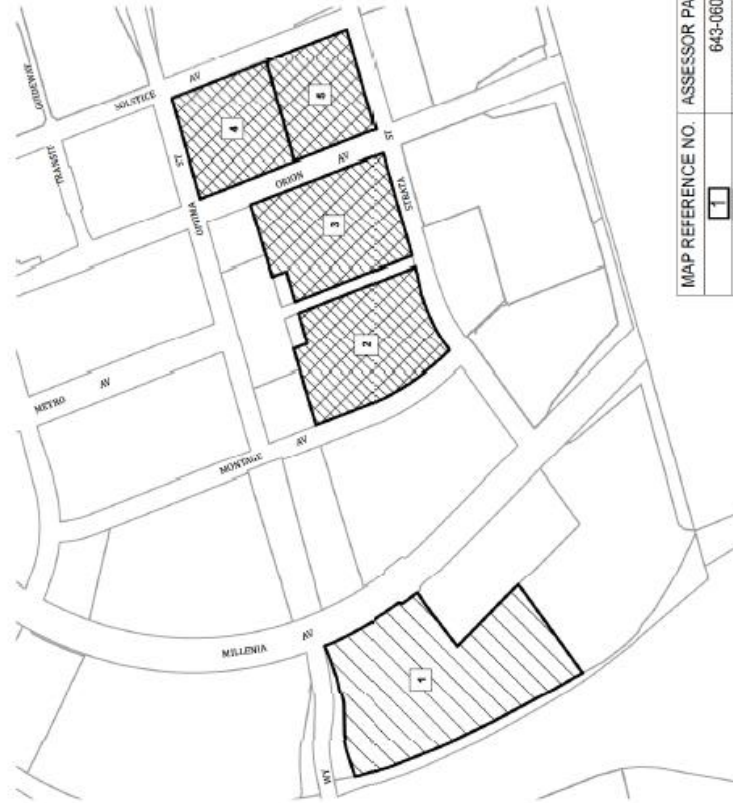 GUIDEWAY
TRANSIT
SOLSTICE AV
OPTIMA ST
ORION AV
STRATA ST
METRO AV
MONTAGE AV
MILLENIA AV
WY
4
5
3
2
1
MAP REFERENCE NO. ASSESSOR PA
1 643-060